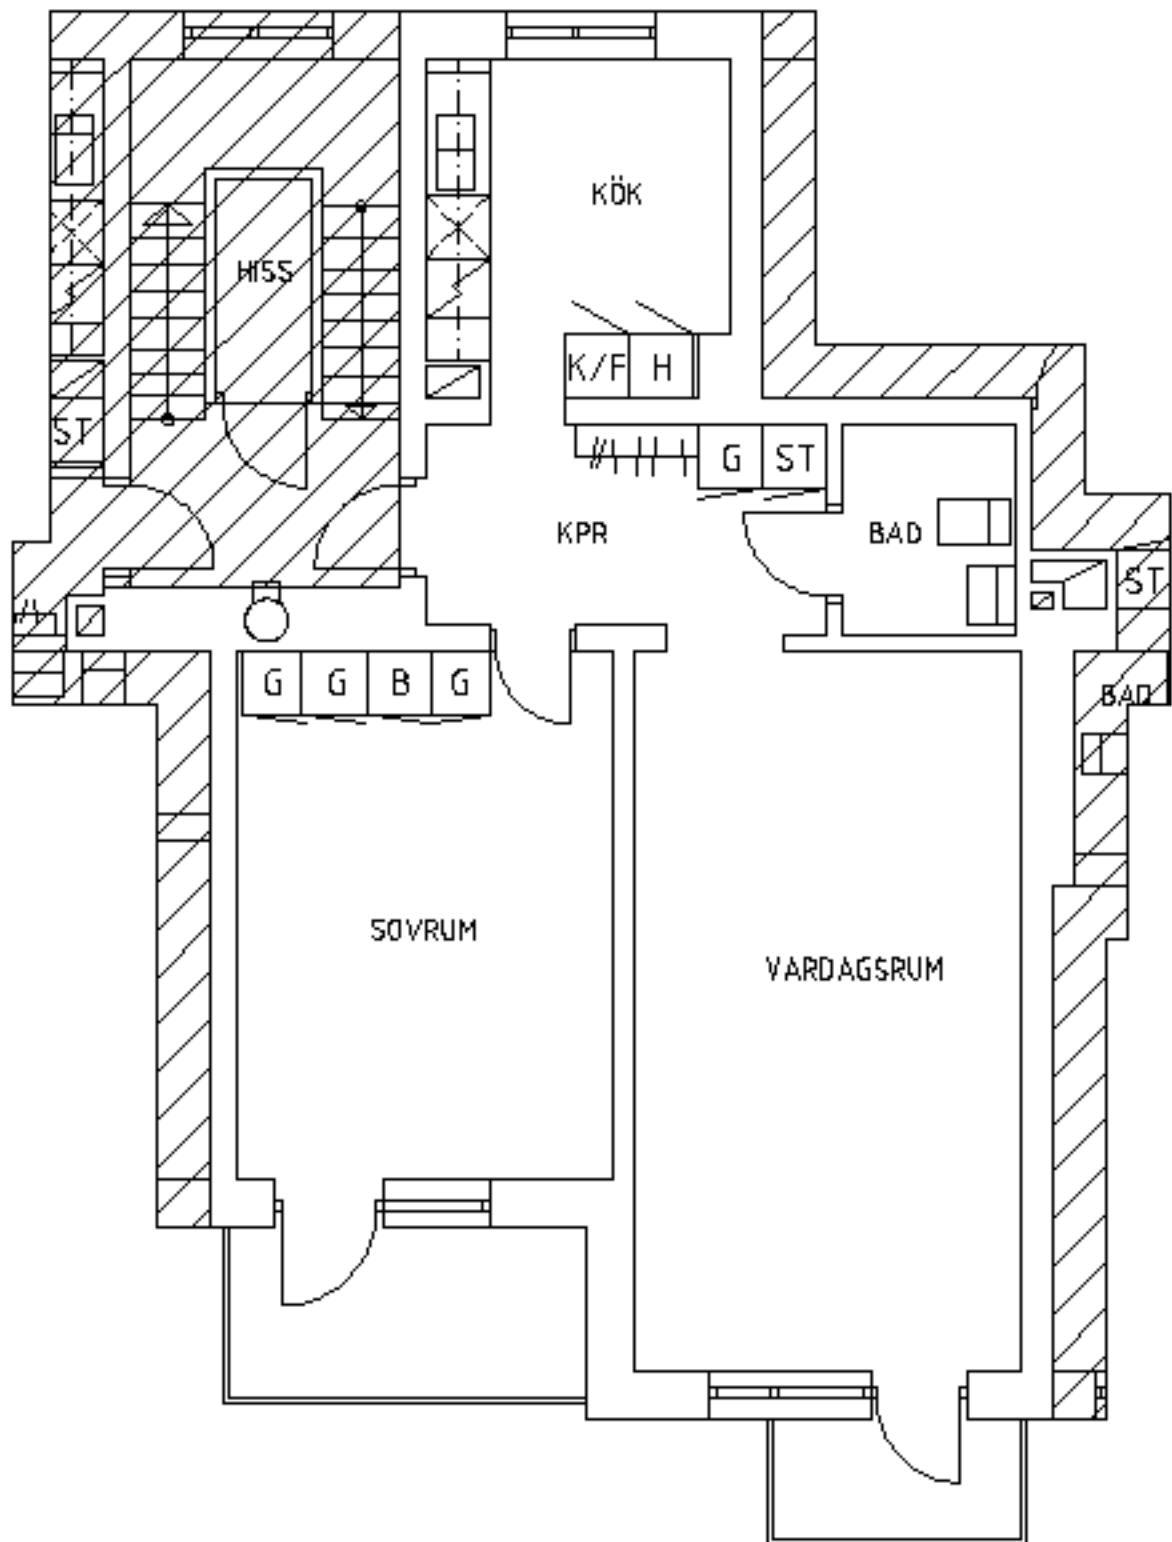 KÖK
HISS
K/F H
ST
G ST
KPR
BAD
ST
G G B G
BAD
SOVRUM
VARDAGSRUM